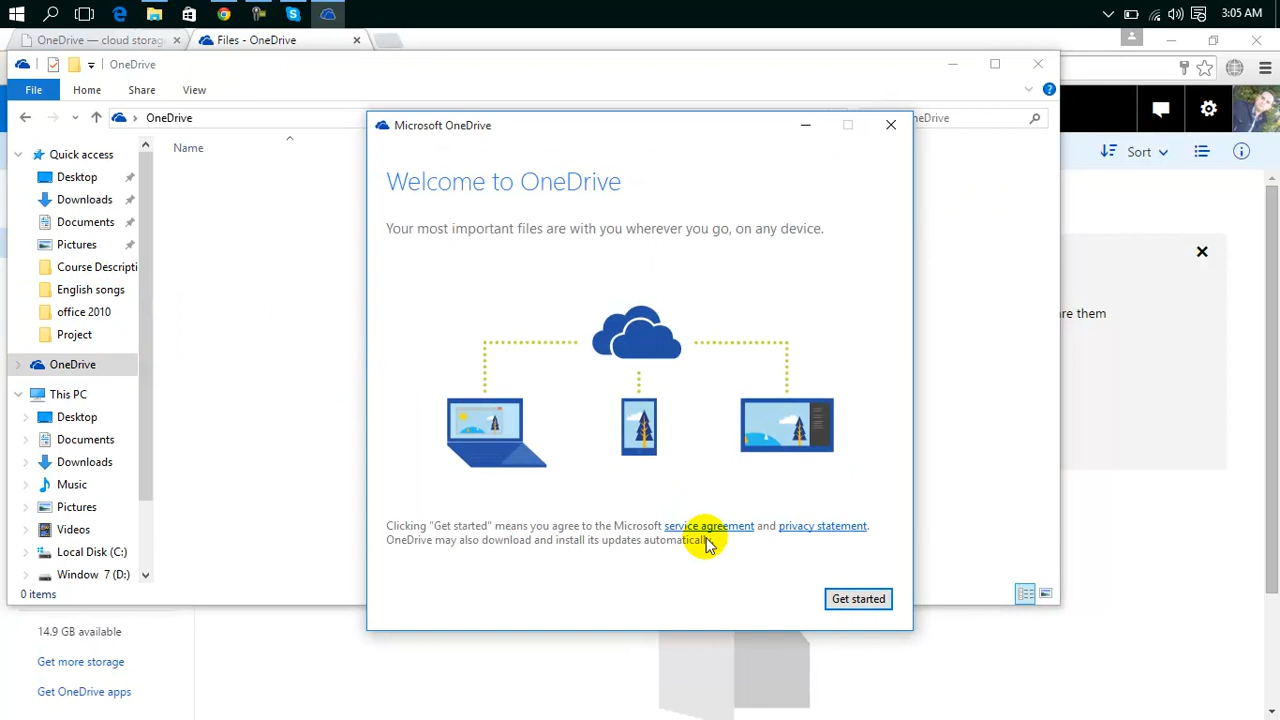 3:05 AM
OneDrive — cloud storag
Files - OneDrive
OneDrive
File
Home
Share
View
OneDrive
neDrive
Sort
Quick access
Desktop
Downloads
Documents
Pictures
Course Descripti
English songs
office 2010
Project
OneDrive
This PC
Desktop
Documents
Downloads
Music
Pictures
Videos
Local Disk (C:)
Window 7 (D:)
0 items
Name
Microsoft OneDrive
Welcome to OneDrive
Your most important files are with you wherever you go, on any device.
Clicking "Get started" means you agree to the Microsoft service agreement and privacy statement.
OneDrive may also download and install its updates automatically.
Get started
re them
14.9 GB available
Get more storage
Get OneDrive apps